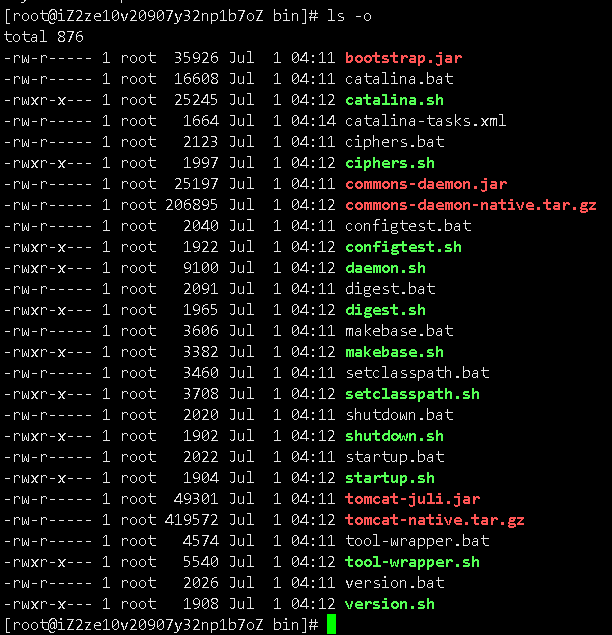 [root@iZ2ze10v20907y32np1b7oZ bin]# ls -o
total 876
-rw-r----- 1 root  35926 Jul  1 04:11 bootstrap.jar
-rw-r----- 1 root  16608 Jul  1 04:11 catalina.bat
-rwxr-x--- 1 root  25245 Jul  1 04:12 catalina.sh
-rw-r----- 1 root   1664 Jul  1 04:14 catalina-tasks.xml
-rw-r----- 1 root   2123 Jul  1 04:11 ciphers.bat
-rwxr-x--- 1 root   1997 Jul  1 04:12 ciphers.sh
-rw-r----- 1 root  25197 Jul  1 04:11 commons-daemon.jar
-rw-r----- 1 root 206895 Jul  1 04:12 commons-daemon-native.tar.gz
-rw-r----- 1 root   2040 Jul  1 04:11 configtest.bat
-rwxr-x--- 1 root   1922 Jul  1 04:12 configtest.sh
-rwxr-x--- 1 root   9100 Jul  1 04:12 daemon.sh
-rw-r----- 1 root   2091 Jul  1 04:11 digest.bat
-rwxr-x--- 1 root   1965 Jul  1 04:12 digest.sh
-rw-r----- 1 root   3606 Jul  1 04:11 makebase.bat
-rwxr-x--- 1 root   3382 Jul  1 04:12 makebase.sh
-rw-r----- 1 root   3460 Jul  1 04:11 setclasspath.bat
-rwxr-x--- 1 root   3708 Jul  1 04:12 setclasspath.sh
-rw-r----- 1 root   2020 Jul  1 04:11 shutdown.bat
-rwxr-x--- 1 root   1902 Jul  1 04:12 shutdown.sh
-rw-r----- 1 root   2022 Jul  1 04:11 startup.bat
-rwxr-x--- 1 root   1904 Jul  1 04:12 startup.sh
-rw-r----- 1 root  49301 Jul  1 04:11 tomcat-juli.jar
-rw-r----- 1 root 419572 Jul  1 04:12 tomcat-native.tar.gz
-rw-r----- 1 root   4574 Jul  1 04:11 tool-wrapper.bat
-rwxr-x--- 1 root   5540 Jul  1 04:12 tool-wrapper.sh
-rw-r----- 1 root   2026 Jul  1 04:11 version.bat
-rwxr-x--- 1 root   1908 Jul  1 04:12 version.sh
[root@iZ2ze10v20907y32np1b7oZ bin]#